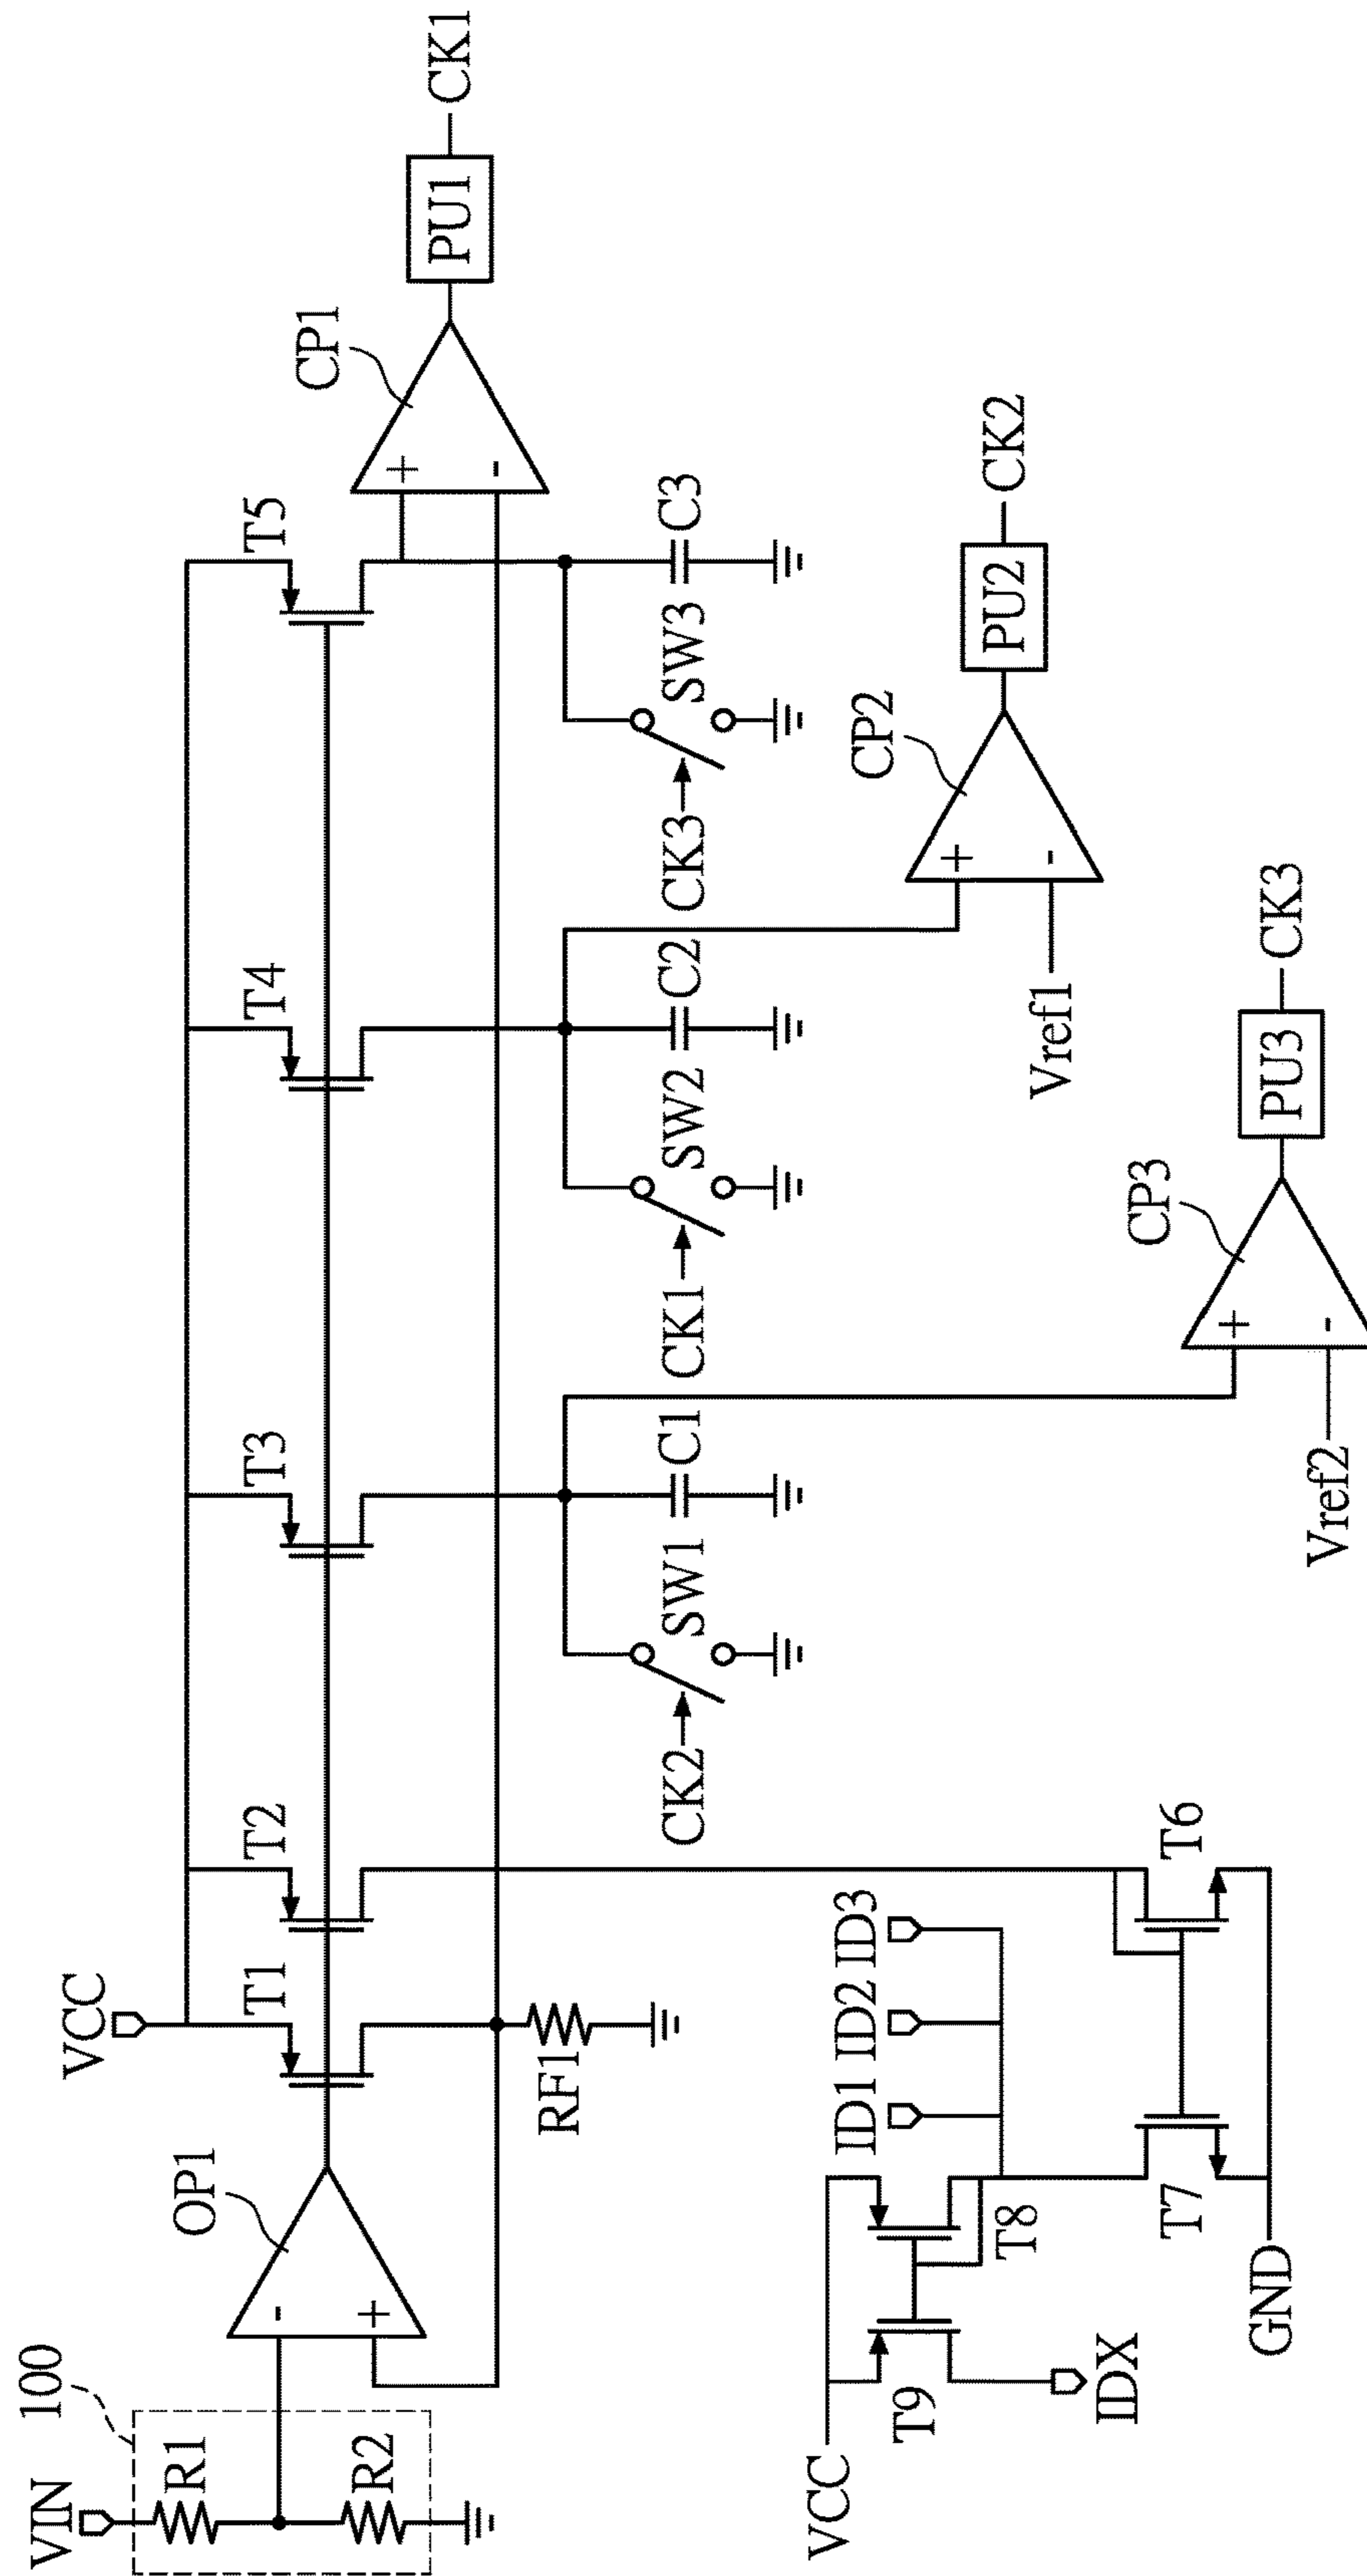 VIN
100
R1
R2
-
+
OP1
VCC
T1
T2
T3
T4
T5
RF1
CK2
SW1
C1
CK1
SW2
C2
CK3
SW3
C3
+
-
CP1
PU1
CK1
Vref1
+
-
CP2
PU2
CK2
Vref2
+
-
CP3
PU3
CK3
VCC
T9
IDX
T8
ID1
ID2
ID3
T7
T6
GND